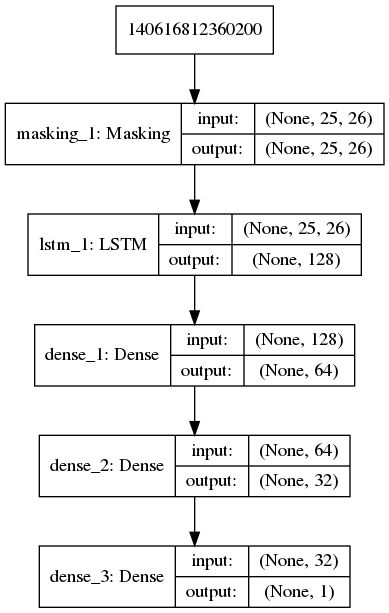 140616812360200
masking_1: Masking
input: (None, 25, 26)
output: (None, 25, 26)
lstm_1: LSTM
input: (None, 25, 26)
output: (None, 128)
dense_1: Dense
input: (None, 128)
output: (None, 64)
dense_2: Dense
input: (None, 64)
output: (None, 32)
dense_3: Dense
input: (None, 32)
output: (None, 1)